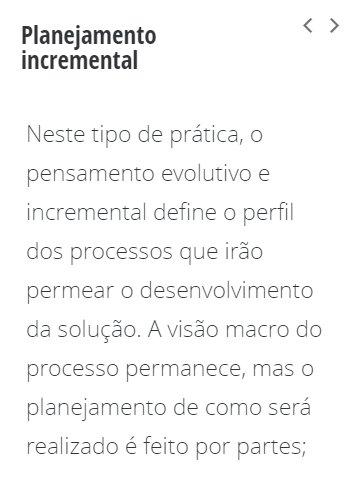 Planejamento
incremental
Neste tipo de prática, o
pensamento evolutivo e
incremental define o perfil
dos processos que irão
permear o desenvolvimento
da solução. A visão macro do
processo permanece, mas o
planejamento de como será
realizado é feito por partes;